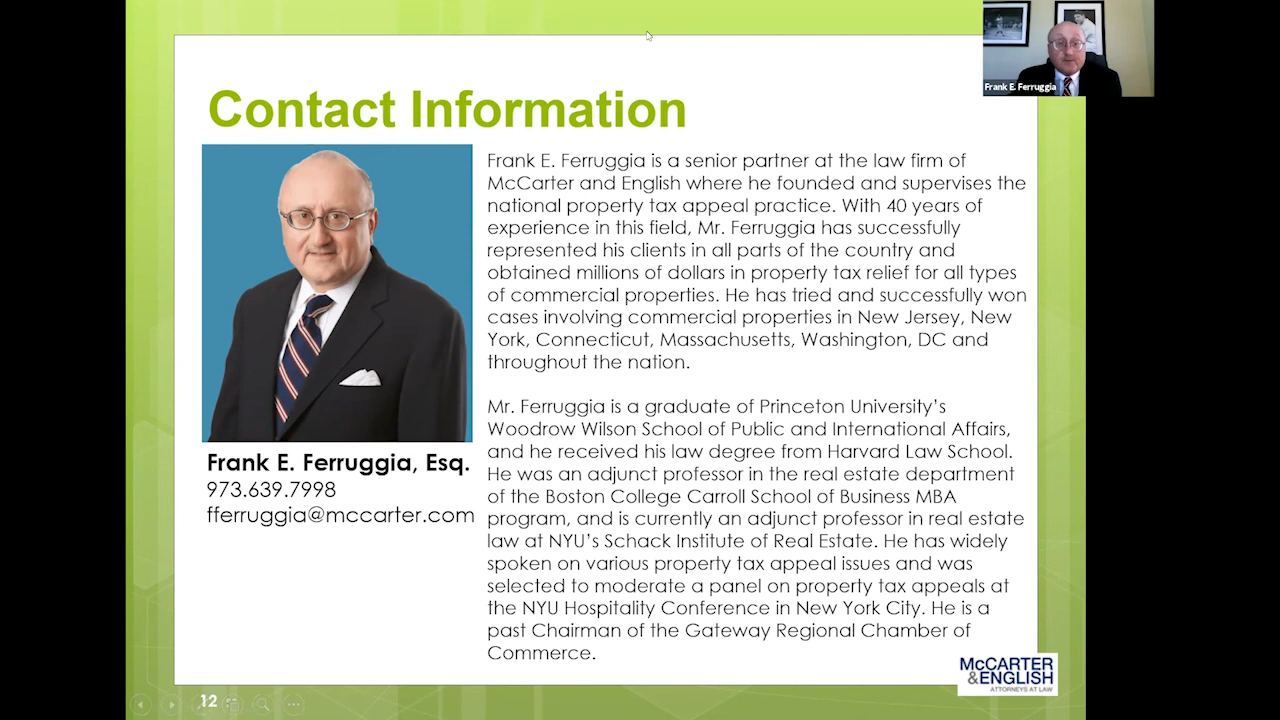 Frank E. Ferruggia
Contact Information
Frank E. Ferruggia is a senior partner at the law firm of
McCarter and English where he founded and supervises the
national property tax appeal practice. With 40 years of
experience in this field, Mr. Ferruggia has successfully
represented his clients in all parts of the country and
obtained millions of dollars in property tax relief for all types
of commercial properties. He has tried and successfully won
cases involving commercial properties in New Jersey, New
York, Connecticut, Massachusetts, Washington, DC and
throughout the nation.
Mr. Ferruggia is a graduate of Princeton University's
Woodrow Wilson School of Public and International Affairs,
and he received his law degree from Harvard Law School.
He was an adjunct professor in the real estate department
of the Boston College Carroll School of Business MBA
program, and is currently an adjunct professor in real estate
law at NYU's Schack Institute of Real Estate. He has widely
spoken on various property tax appeal issues and was
selected to moderate a panel on property tax appeals at
the NYU Hospitality Conference in New York City. He is a
past Chairman of the Gateway Regional Chamber of
Commerce.
Frank E. Ferruggia, Esq.
973.639.7998
fferruggia@mccarter.com
McCARTER
&ENGLISH
ATTORNEYS AT LAW
12